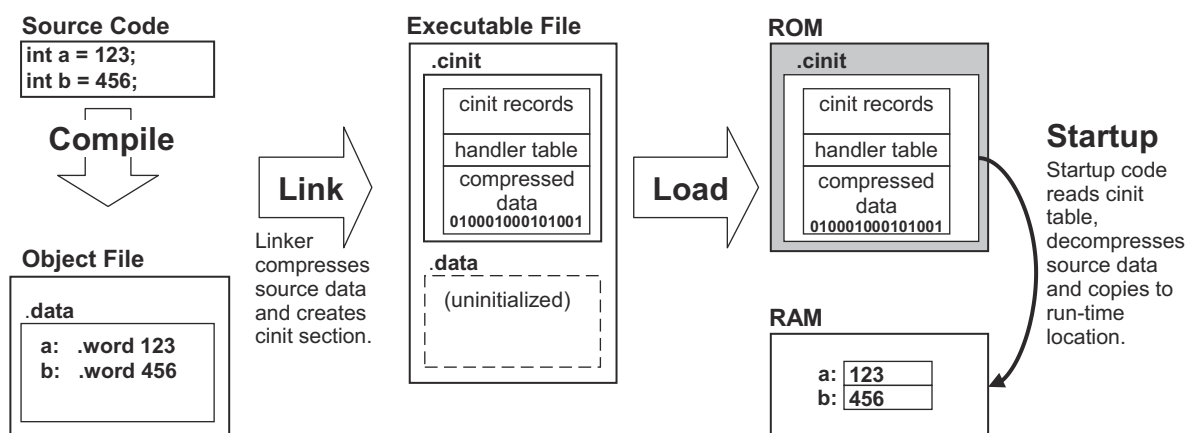 Source Code
int a = 123;
int b = 456;
Compile
Object File
.data
a: .word 123
b: .word 456
Link
Linker
compresses
source data
and creates
cinit section.
Executable File
.cinit
cinit records
handler table
compressed
data
010001000101001
.data
(uninitialized)
Load
ROM
.cinit
cinit records
handler table
compressed
data
010001000101001
RAM
a: 123
b: 456
Startup
Startup code
reads cinit
table,
decompresses
source data
and copies to
run-time
location.